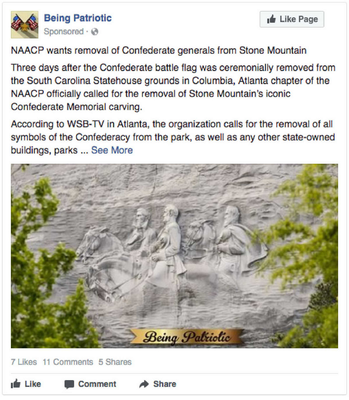 Being Patriotic
Sponsored ·
Like Page
NAACP wants removal of Confederate generals from Stone Mountain
Three days after the Confederate battle flag was ceremonially removed from
the South Carolina Statehouse grounds in Columbia, Atlanta chapter of the
NAACP officially called for the removal of Stone Mountain's iconic
Confederate Memorial carving.
According to WSB-TV in Atlanta, the organization calls for the removal of all
symbols of the Confederacy from the park, as well as any other state-owned
buildings, parks ... See More
Being Patriotic
7 Likes 11 Comments 5 Shares
Like Comment Share